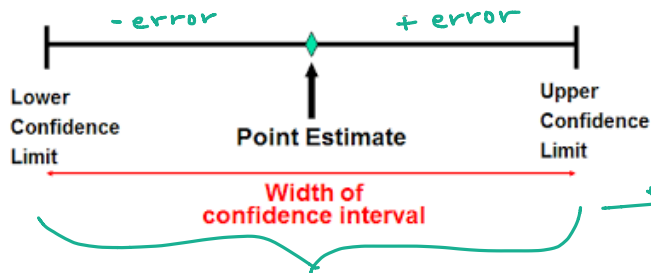 - error
+ error
Lower
Confidence
Limit
Point Estimate
Upper
Confidence
Limit
Width of
confidence interval